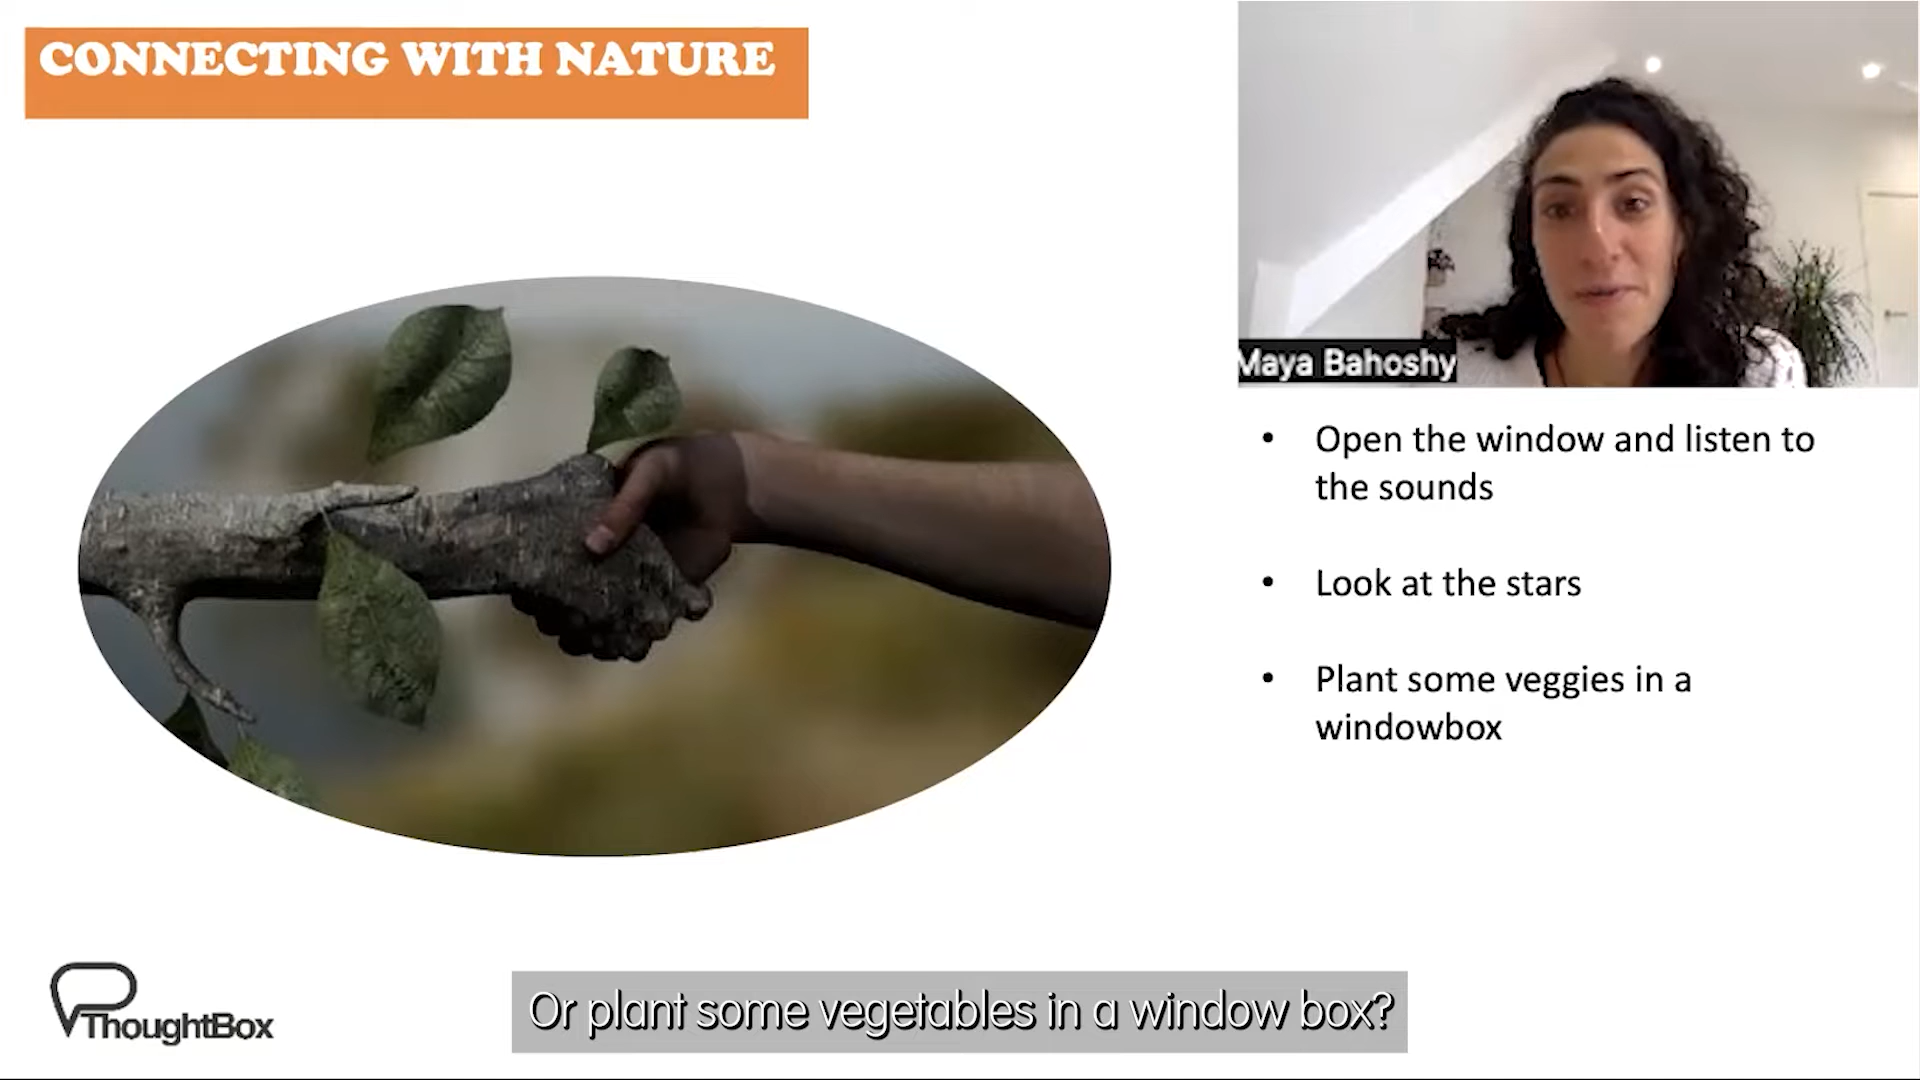 CONNECTING WITH NATURE
Maya Bahoshy
• Open the window and listen to
the sounds
• Look at the stars
• Plant some veggies in a
windowbox
ThoughtBox
Or plant some vegetables in a window box?